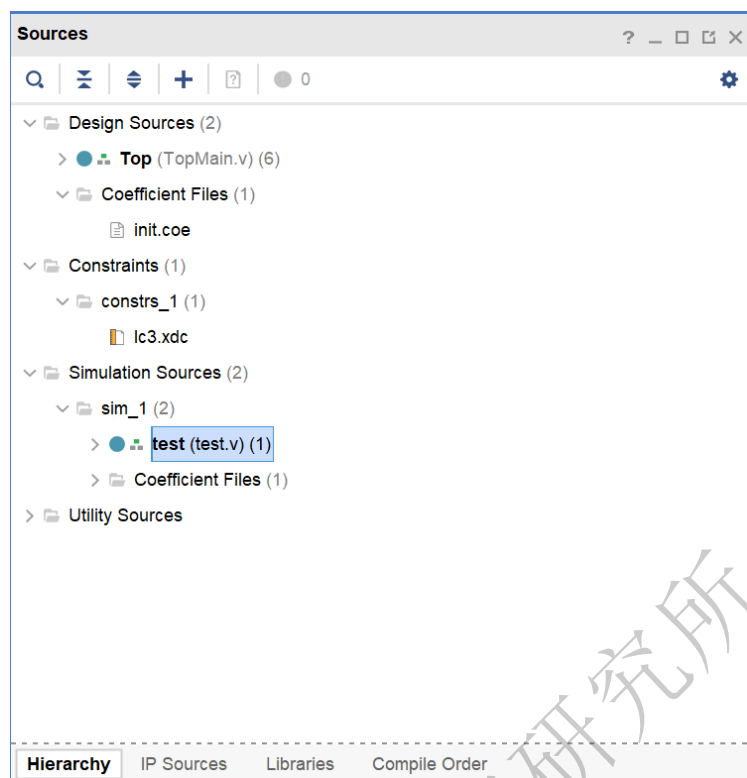 Sources
0
Design Sources (2)
Top (TopMain.v) (6)
Coefficient Files (1)
init.coe
Constraints (1)
constrs_1 (1)
lc3.xdc
Simulation Sources (2)
sim_1 (2)
test (test.v) (1)
Coefficient Files (1)
Utility Sources
研究所
Hierarchy IP Sources Libraries Compile Order